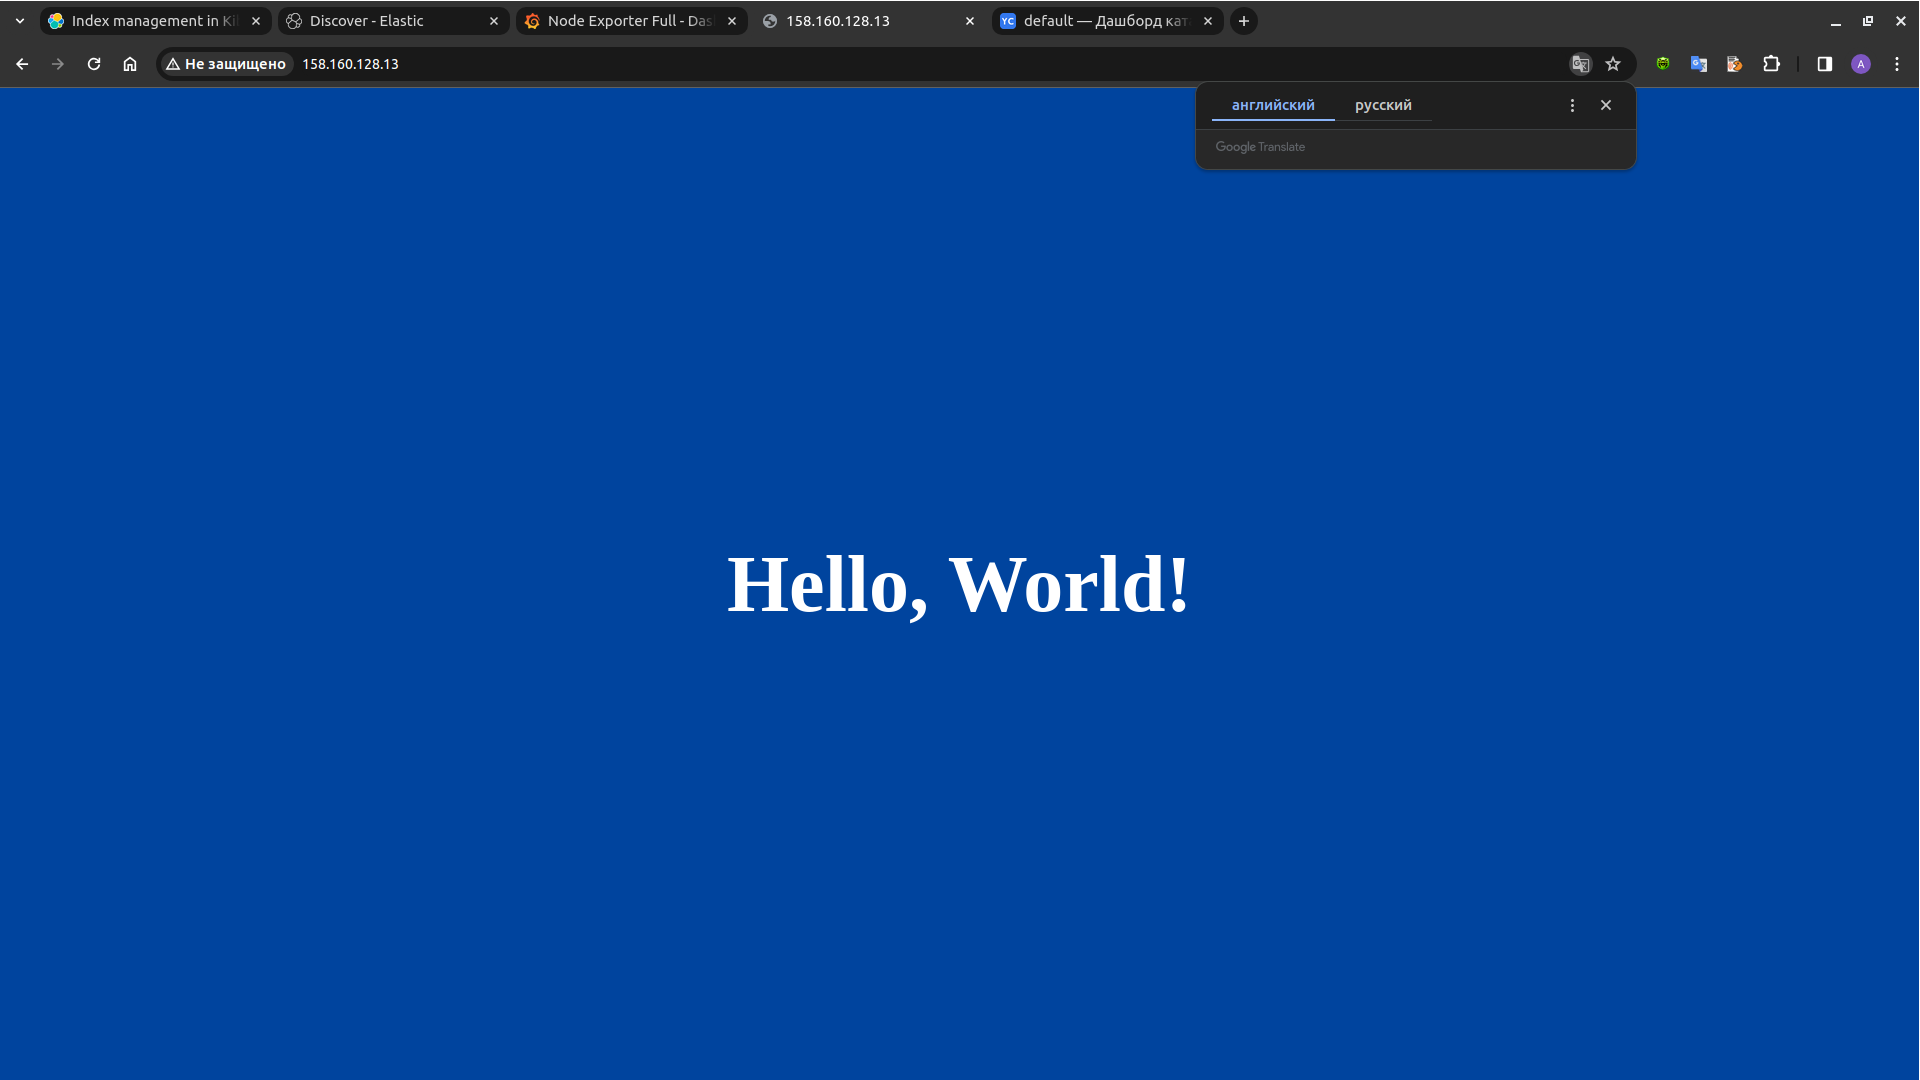 Index management in Ki
Discover - Elastic
Node Exporter Full - Das
158.160.128.13
YC default — Дашборд кат
Не защищено 158.160.128.13
A
английский русский
Google Translate
Hello, World!